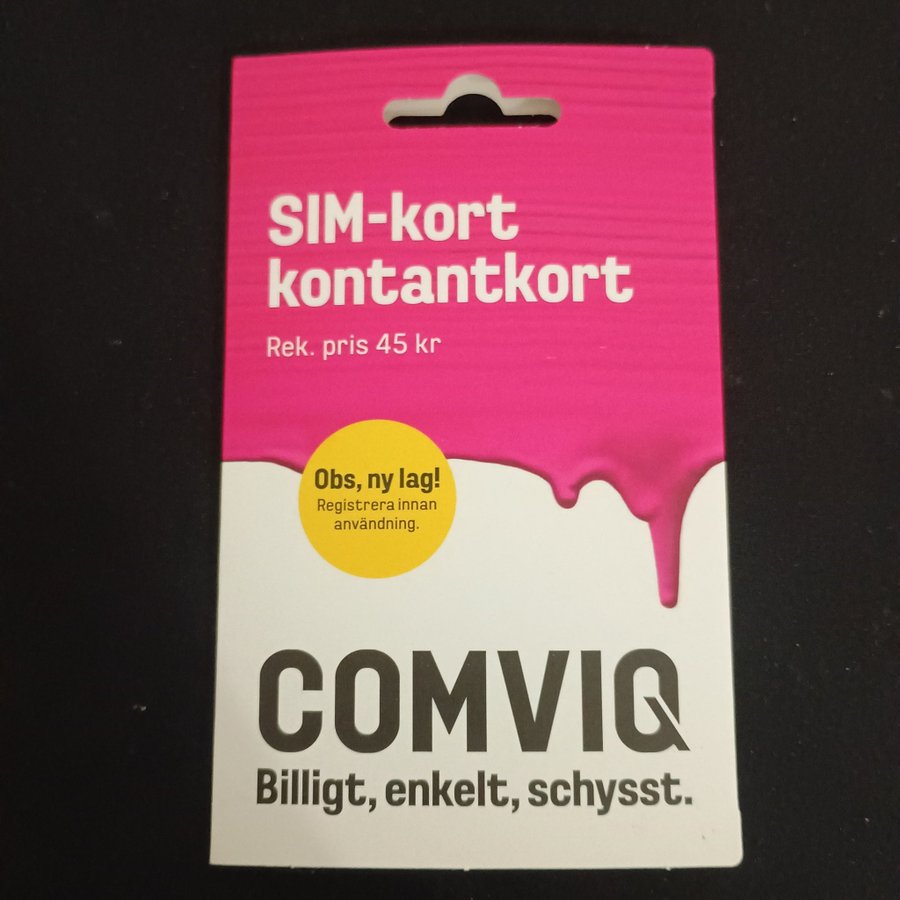 SIM-kort
kontantkort
Rek. pris 45 kr
Obs, ny lag!
Registrera innan
användning.
COMVIQ
Billigt, enkelt, schysst.